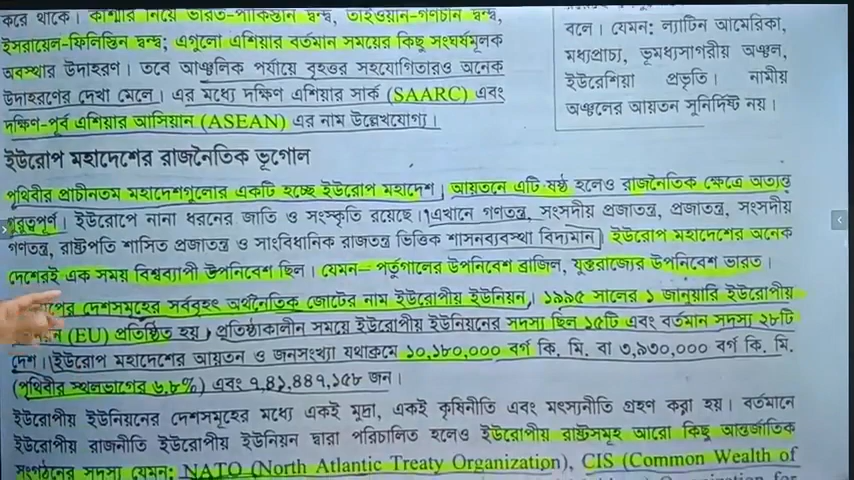 করে থাকে। কাশ্মীর নিয়ে ভারত-পাকিস্তান দ্বন্দ্ব, তাইওয়ান-গণচীন দ্বন্দ্ব,
ইসরায়েল-ফিলিস্তিন দ্বন্দ্ব; এগুলো এশিয়ার বর্তমান সময়ের কিছু সংঘর্ষমূলক
অবস্থার উদাহরণ। তবে আঞ্চলিক পর্যায়ে বৃহত্তর সহযোগিতারও অনেক
উদাহরণের দেখা মেলে। এর মধ্যে দক্ষিণ এশিয়ার সার্ক (SAARC) এবং
দক্ষিণ-পূর্ব এশিয়ার আসিয়ান (ASEAN) এর নাম উল্লেখযোগ্য।
বলে। যেমন: ল্যাটিন আমেরিকা,
মধ্যপ্রাচ্য, ভূমধ্যসাগরীয় অঞ্চল,
ইউরেশিয়া প্রভৃতি। নামীয়
অঞ্চলের আয়তন সুনির্দিষ্ট নয়।
ইউরোপ মহাদেশের রাজনৈতিক ভূগোল
পৃথিবীর প্রাচীনতম মহাদেশগুলোর একটি হচ্ছে ইউরোপ মহাদেশ। আয়তনে এটি ষষ্ঠ হলেও রাজনৈতিক ক্ষেত্রে অত্যন্ত
গুরুত্বপূর্ণ। ইউরোপে নানা ধরনের জাতি ও সংস্কৃতি রয়েছে। এখানে গণতন্ত্র, সংসদীয় প্রজাতন্ত্র, প্রজাতন্ত্র, সংসদীয়
গণতন্ত্র, রাষ্ট্রপতি শাসিত প্রজাতন্ত্র ও সাংবিধানিক রাজতন্ত্র ভিত্তিক শাসনব্যবস্থা বিদ্যমান। ইউরোপ মহাদেশের অনেক
দেশেরই এক সময় বিশ্বব্যাপী উপনিবেশ ছিল। যেমন– পর্তুগালের উপনিবেশ ব্রাজিল, যুক্তরাজ্যের উপনিবেশ ভারত।
দেশসমূহের সর্ববৃহৎ অর্থনৈতিক জোটের নাম ইউরোপীয় ইউনিয়ন। ১৯৯৫ সালের ১ জানুয়ারি ইউরোপীয়
(EU) প্রতিষ্ঠিত হয়। প্রতিষ্ঠাকালীন সময়ে ইউরোপীয় ইউনিয়নের সদস্য ছিল ১৫টি এবং বর্তমান সদস্য ২৮টি
দেশ। ইউরোপ মহাদেশের আয়তন ও জনসংখ্যা যথাক্রমে ১০,১৮০,০০০ বর্গ কি. মি. বা ৩,৯৩০,০০০ বর্গ কি. মি.
(পৃথিবীর স্থলভাগের ৬.৮%) এবং ৭,৪১,৪৪৭,১৫৮ জন।
ইউরোপীয় ইউনিয়নের দেশসমূহের মধ্যে একই মুদ্রা, একই কৃষিনীতি এবং মৎস্যনীতি গ্রহণ করা হয়। বর্তমানে
ইউরোপীয় রাজনীতি ইউরোপীয় ইউনিয়ন দ্বারা পরিচালিত হলেও ইউরোপীয় রাষ্ট্রসমূহ আরো কিছু আন্তর্জাতিক
সংগঠনের সদস্য যেমন: NATO (North Atlantic Treaty Organization), CIS (Common Wealth of